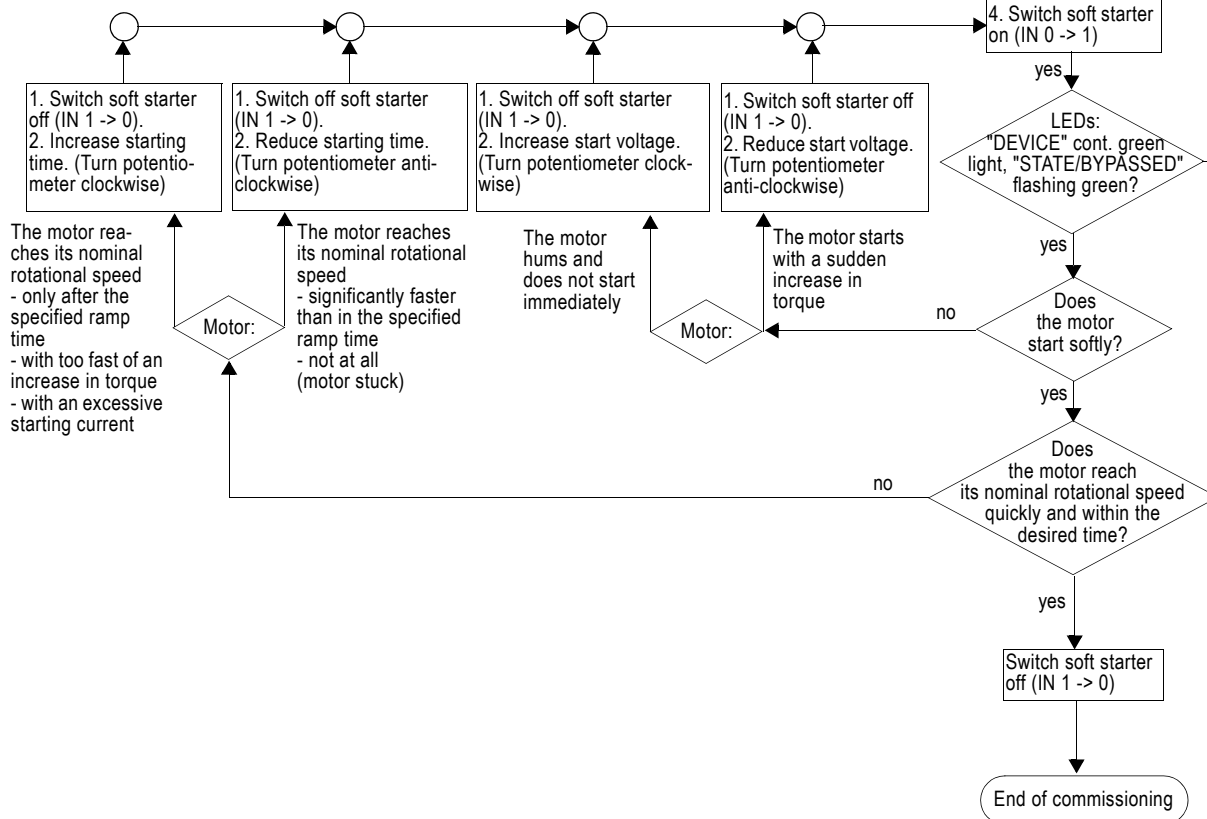 4. Switch soft starter
on (IN 0 -> 1)
yes
1. Switch soft starter
off (IN 1 -> 0).
2. Increase starting
time. (Turn potentio-
meter clockwise)
1. Switch off soft starter
(IN 1 -> 0).
2. Reduce starting time.
(Turn potentiometer anti-
clockwise)
1. Switch off soft starter
(IN 1 -> 0).
2. Increase start voltage.
(Turn potentiometer clock-
wise)
1. Switch soft starter off
(IN 1 -> 0).
2. Reduce start voltage.
(Turn potentiometer
anti-clockwise)
LEDs:
"DEVICE" cont. green
light, "STATE/BYPASSED"
flashing green?
yes
The motor rea-
ches its nominal
rotational speed
- only after the
specified ramp
time
- with too fast of an
increase in torque
- with an excessive
starting current
Motor:
The motor reaches
its nominal rotational
speed
- significantly faster
than in the specified
ramp time
- not at all
(motor stuck)
The motor
hums and
does not start
immediately
Motor:
The motor starts
with a sudden
increase in
torque
no
Does
the motor
start softly?
yes
no
Does
the motor reach
its nominal rotational speed
quickly and within the
desired time?
yes
Switch soft starter
off (IN 1 -> 0)
End of commissioning